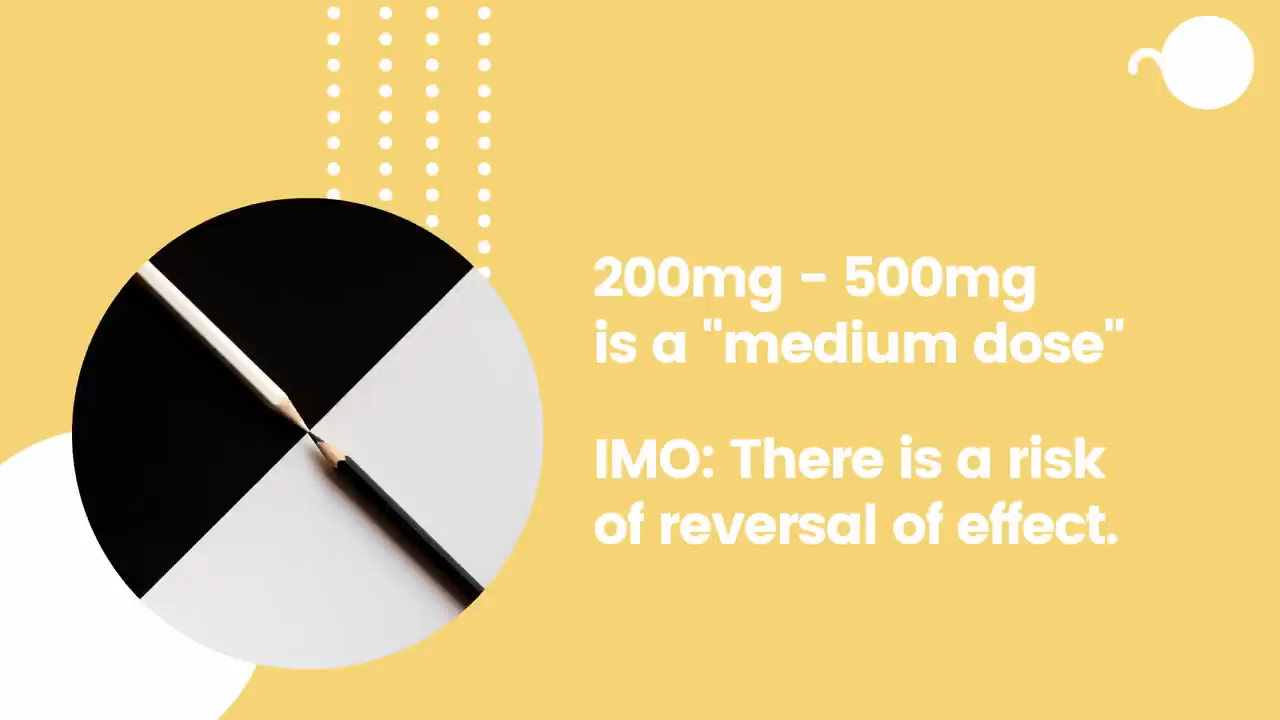 200mg - 500mg
is a "medium dose"
IMO: There is a risk
of reversal of effect.